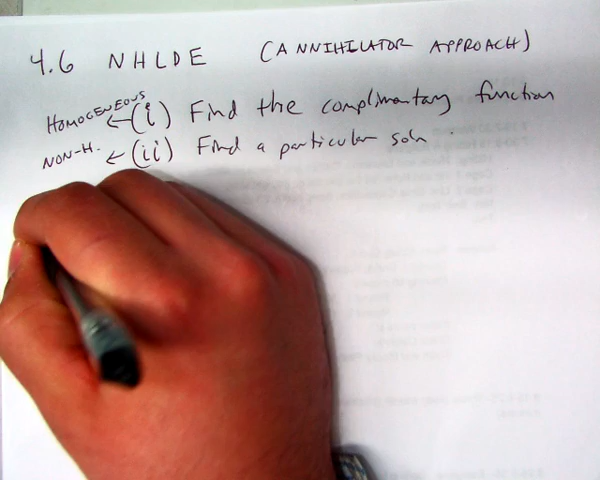 4.6 NHLDE (ANNIHILATOR APPROACH)
HOMOGENEOUS ← (i) Find the complimentary function
NON-H. ← (ii) Find a particular soln.